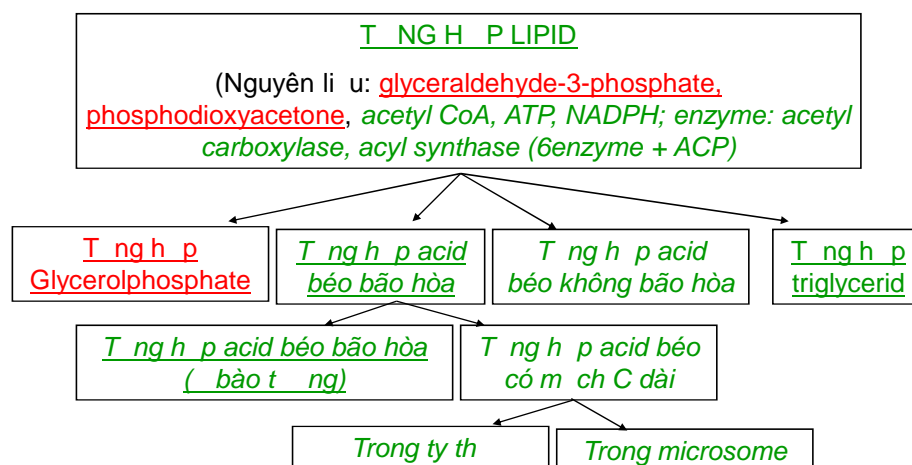 T NG H P LIPID
(Nguyên li u: glyceraldehyde-3-phosphate,
phosphodioxyacetone, acetyl CoA, ATP, NADPH; enzyme: acetyl
carboxylase, acyl synthase (6enzyme + ACP)
T ng h p
Glycerolphosphate
T ng h p acid
béo bão hòa
T ng h p acid
béo không bão hòa
T ng h p
triglycerid
T ng h p acid béo bão hòa
( bào t ng)
T ng h p acid béo
có m ch C dài
Trong ty th
Trong microsome